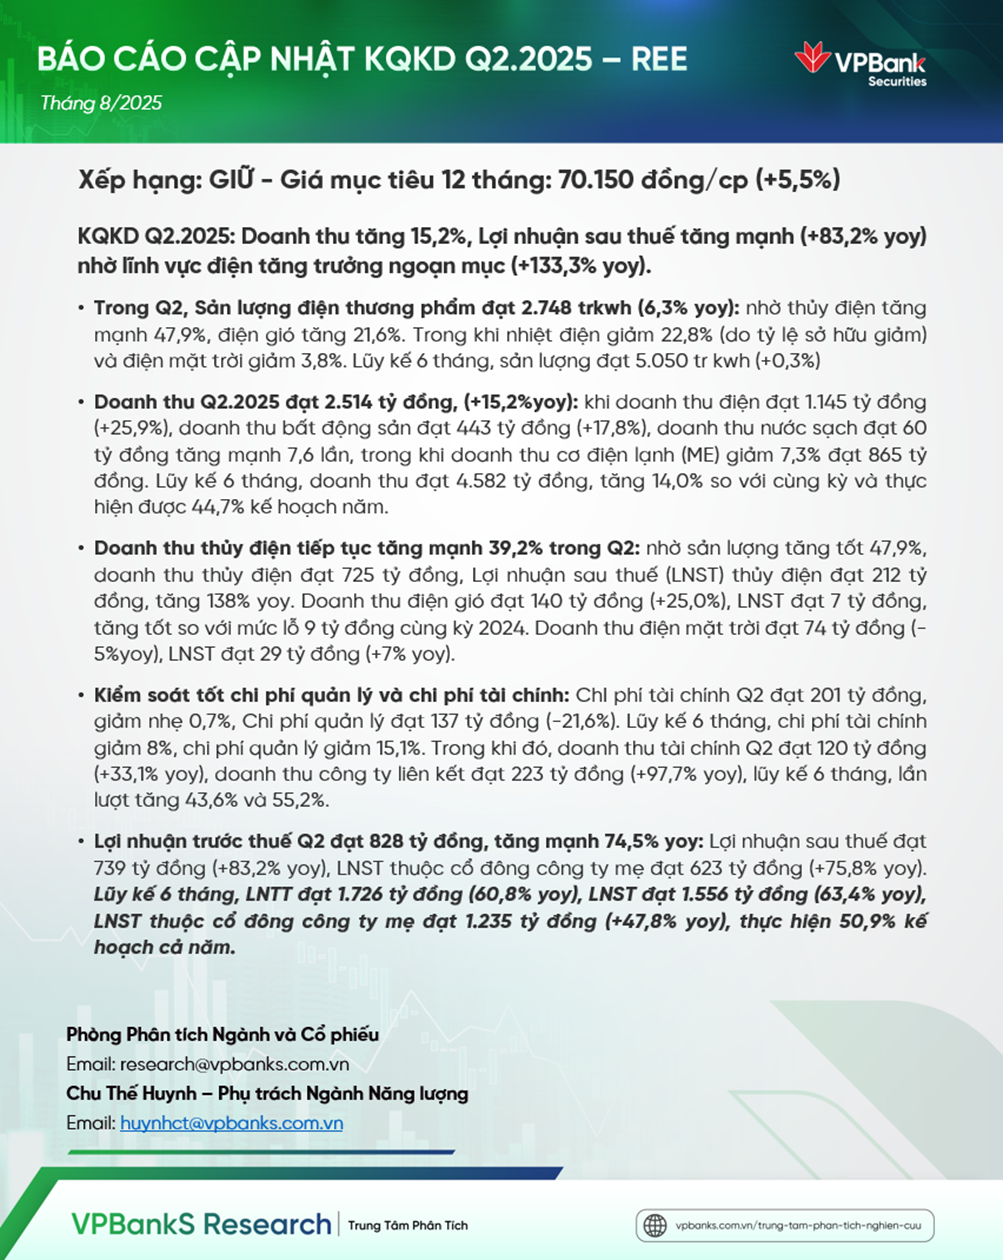 BÁO CÁO CẬP NHẬT KQKD Q2.2025 – REE
Tháng 8/2025
VPBank
Securities
Xếp hạng: GIỮ - Giá mục tiêu 12 tháng: 70.150 đồng/cp (+5,5%)
KQKD Q2.2025: Doanh thu tăng 15,2%, Lợi nhuận sau thuế tăng mạnh (+83,2% yoy)
nhờ lĩnh vực điện tăng trưởng ngoạn mục (+133,3% yoy).
• Trong Q2, Sản lượng điện thương phẩm đạt 2.748 trkwh (6,3% yoy): nhờ thủy điện tăng
mạnh 47,9%, điện gió tăng 21,6%. Trong khi nhiệt điện giảm 22,8% (do tỷ lệ sở hữu giảm)
và điện mặt trời giảm 3,8%. Lũy kế 6 tháng, sản lượng đạt 5.050 tr kwh (+0,3%)
• Doanh thu Q2.2025 đạt 2.514 tỷ đồng, (+15,2%yoy): khi doanh thu điện đạt 1.145 tỷ đồng
(+25,9%), doanh thu bất động sản đạt 443 tỷ đồng (+17,8%), doanh thu nước sạch đạt 60
tỷ đồng tăng mạnh 7,6 lần, trong khi doanh thu cơ điện lạnh (ME) giảm 7,3% đạt 865 tỷ
đồng. Lũy kế 6 tháng, doanh thu đạt 4.582 tỷ đồng, tăng 14,0% so với cùng kỳ và thực
hiện được 44,7% kế hoạch năm.
• Doanh thu thủy điện tiếp tục tăng mạnh 39,2% trong Q2: nhờ sản lượng tăng tốt 47,9%,
doanh thu thủy điện đạt 725 tỷ đồng, Lợi nhuận sau thuế (LNST) thủy điện đạt 212 tỷ
đồng, tăng 138% yoy. Doanh thu điện gió đạt 140 tỷ đồng (+25,0%), LNST đạt 7 tỷ đồng,
tăng tốt so với mức lỗ 9 tỷ đồng cùng kỳ 2024. Doanh thu điện mặt trời đạt 74 tỷ đồng (-
5%yoy), LNST đạt 29 tỷ đồng (+7% yoy).
• Kiểm soát tốt chi phí quản lý và chi phí tài chính: ChI phí tài chính Q2 đạt 201 tỷ đồng,
giảm nhẹ 0,7%, Chi phí quản lý đạt 137 tỷ đồng (-21,6%). Lũy kế 6 tháng, chi phí tài chính
giảm 8%, chi phí quản lý giảm 15,1%. Trong khi đó, doanh thu tài chính Q2 đạt 120 tỷ đồng
(+33,1% yoy), doanh thu công ty liên kết đạt 223 tỷ đồng (+97,7% yoy), lũy kế 6 tháng, lần
lượt tăng 43,6% và 55,2%.
• Lợi nhuận trước thuế Q2 đạt 828 tỷ đồng, tăng mạnh 74,5% yoy: Lợi nhuận sau thuế đạt
739 tỷ đồng (+83,2% yoy), LNST thuộc cổ đông công ty mẹ đạt 623 tỷ đồng (+75,8% yoy).
Lũy kế 6 tháng, LNTT đạt 1.726 tỷ đồng (60,8% yoy), LNST đạt 1.556 tỷ đồng (63,4% yoy),
LNST thuộc cổ đông công ty mẹ đạt 1.235 tỷ đồng (+47,8% yoy), thực hiện 50,9% kế
hoạch cả năm.
Phòng Phân tích Ngành và Cổ phiếu
Email: research@vpbanks.com.vn
Chu Thế Huynh – Phụ trách Ngành Năng lượng
Email: huynhct@vpbanks.com.vn
VPBankS Research | Trung Tâm Phân Tích
vpbanks.com.vn/trung-tam-phan-tich-nghien-cuu